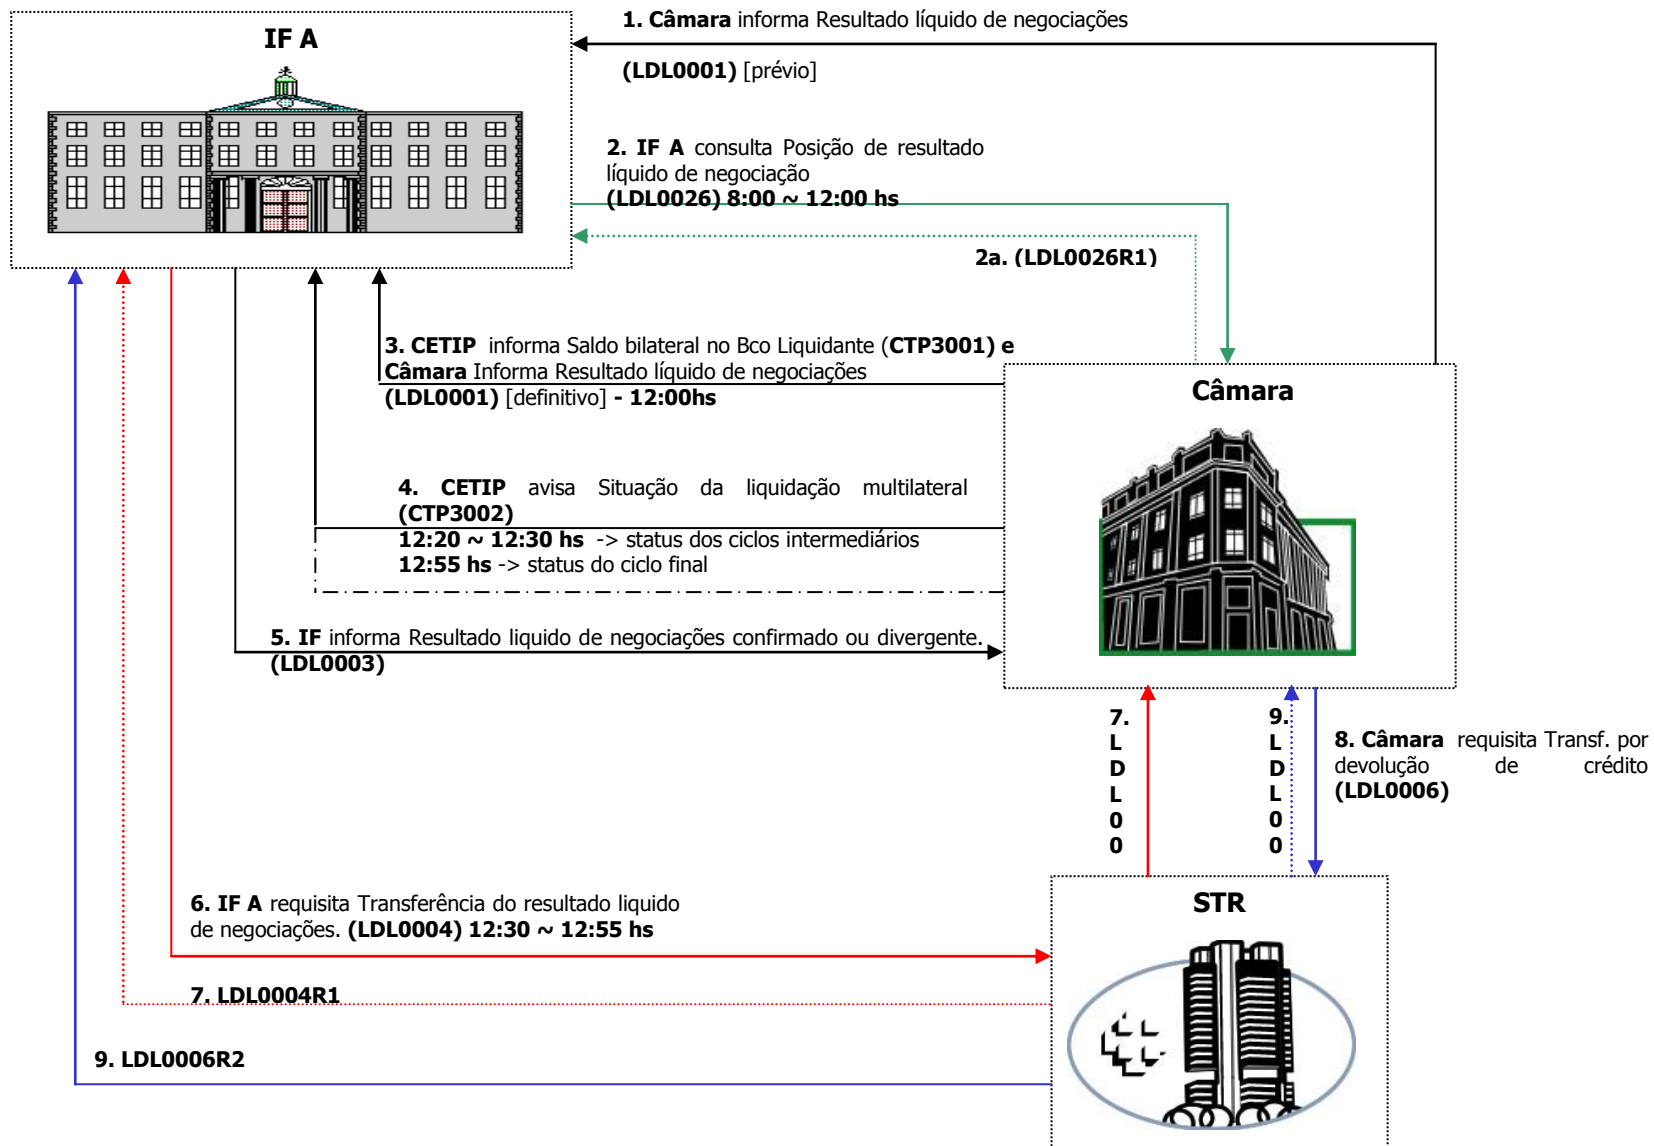 1. Câmara informa Resultado líquido de negociações
IF A
(LDL0001) [prévio]
2. IF A consulta Posição de resultado
líquido de negociação
(LDL0026) 8:00 ~ 12:00 hs
2a. (LDL0026R1)
3. CETIP informa Saldo bilateral no Bco Liquidante (CTP3001) e
Câmara Informa Resultado líquido de negociações
(LDL0001) [definitivo] - 12:00hs
Câmara
4. CETIP avisa Situação da liquidação multilateral
(CTP3002)
12:20 ~ 12:30 hs -> status dos ciclos intermediários
12:55 hs -> status do ciclo final
5. IF informa Resultado liquido de negociações confirmado ou divergente.
(LDL0003)
7.
L
D
L
0
0
9.
L
D
L
0
0
8. Câmara requisita Transf. por
devolução de crédito
(LDL0006)
STR
6. IF A requisita Transferência do resultado liquido
de negociações. (LDL0004) 12:30 ~ 12:55 hs
7. LDL0004R1
9. LDL0006R2